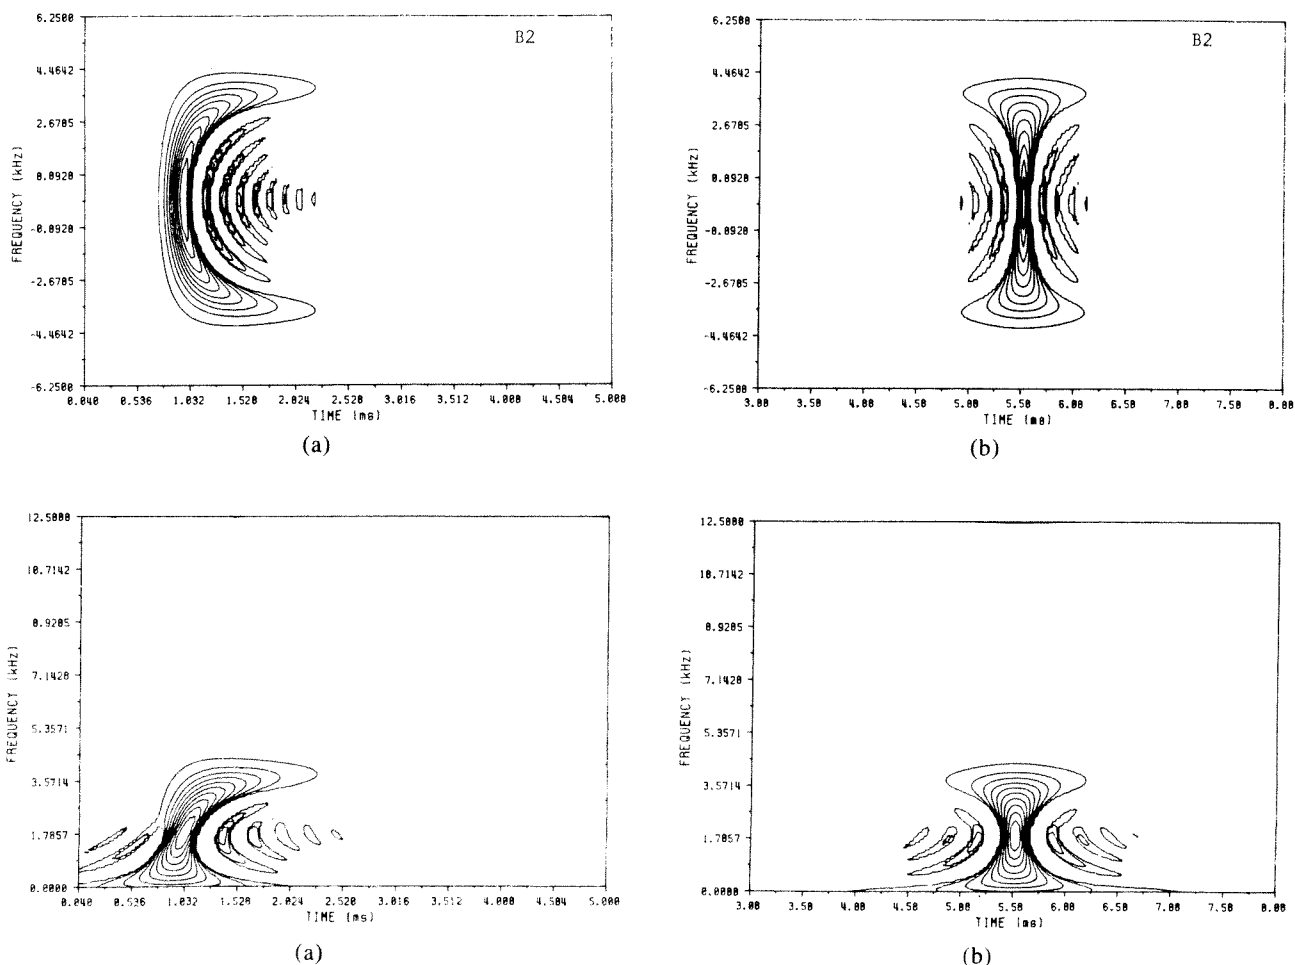 6.2500
4.4642
2.6785
0.8920
-0.8920
-2.6785
-4.4642
-6.2500
FREQUENCY (kHz)
B2
0.040 0.536 1.032 1.528 2.024 2.520 3.016 3.512 4.008 4.504 5.000
TIME (ms)
(a)
6.2500
4.4642
2.6785
0.8920
-0.8920
-2.6785
-4.4642
-6.2500
FREQUENCY (kHz)
B2
3.00 3.50 4.00 4.50 5.00 5.50 6.00 6.50 7.00 7.50 8.00
TIME (ms)
(b)
12.5000
10.7142
8.9285
7.1428
5.3571
3.5714
1.7857
0.0000
FREQUENCY (kHz)
0.040 0.536 1.032 1.528 2.024 2.520 3.016 3.512 4.008 4.504 5.000
TIME (ms)
(a)
12.5000
10.7142
8.9285
7.1428
5.3571
3.5714
1.7857
0.0000
FREQUENCY (kHz)
3.00 3.50 4.00 4.50 5.00 5.50 6.00 6.50 7.00 7.50 8.00
TIME (ms)
(b)